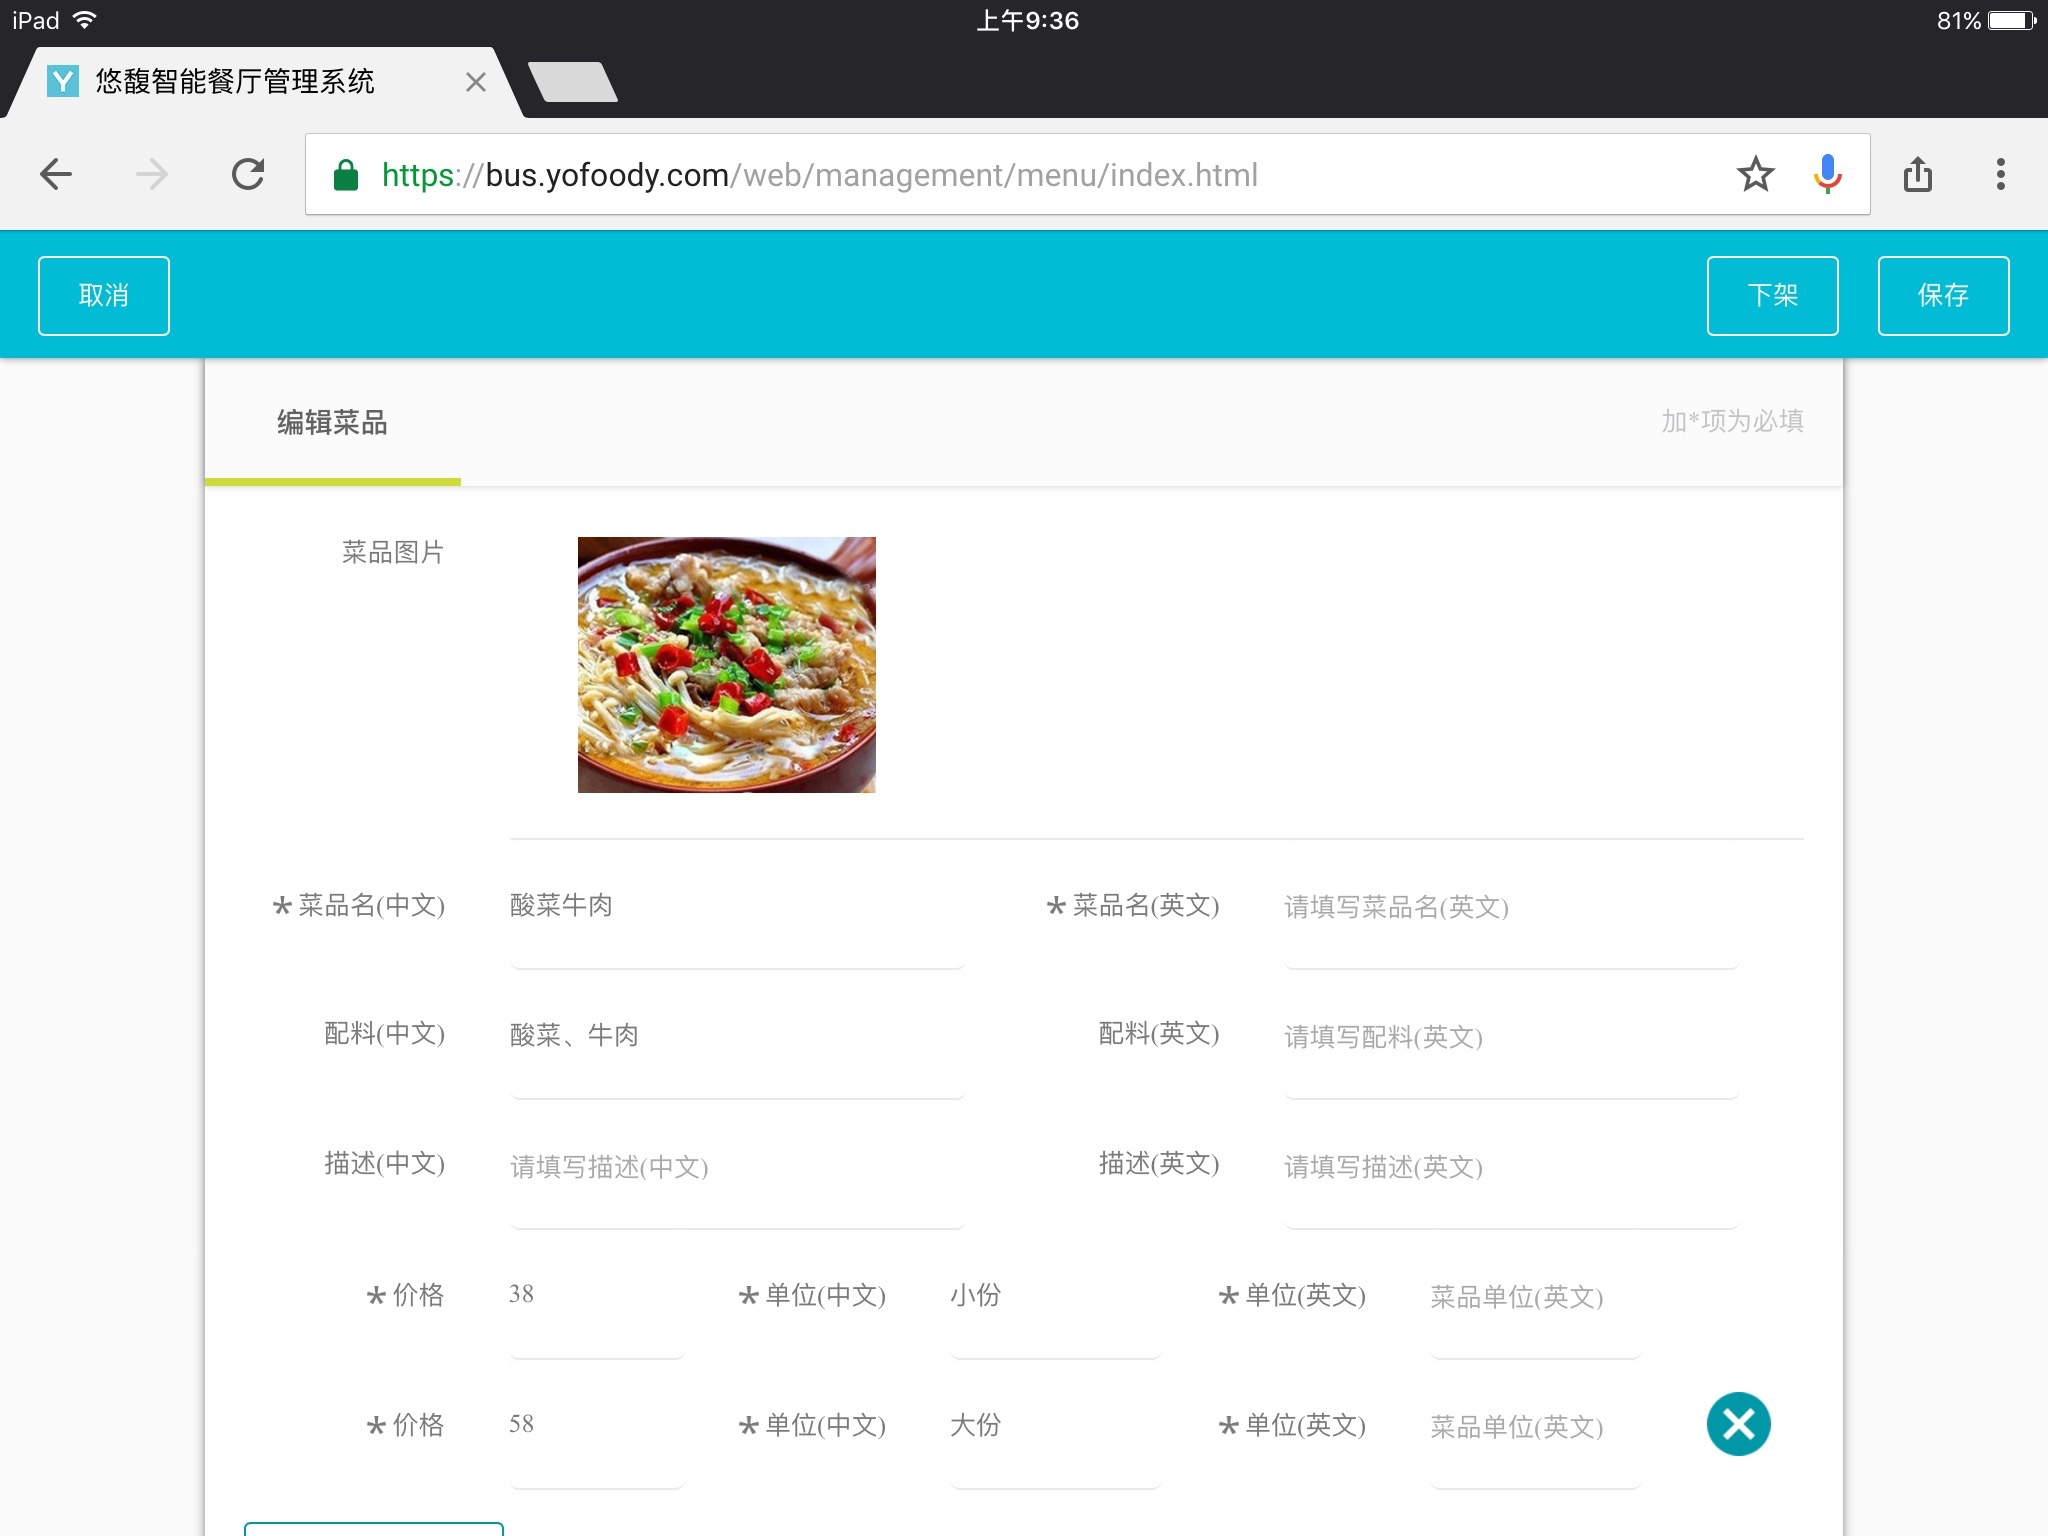 iPad 上午9:36 81%
悠馥智能餐厅管理系统
https://bus.yofoody.com/web/management/menu/index.html
取消 下架 保存
编辑菜品 加*项为必填
菜品图片
* 菜品名(中文) 酸菜牛肉 * 菜品名(英文) 请填写菜品名(英文)
配料(中文) 酸菜、牛肉 配料(英文) 请填写配料(英文)
描述(中文) 请填写描述(中文) 描述(英文) 请填写描述(英文)
* 价格 38 * 单位(中文) 小份 * 单位(英文) 菜品单位(英文)
* 价格 58 * 单位(中文) 大份 * 单位(英文) 菜品单位(英文)